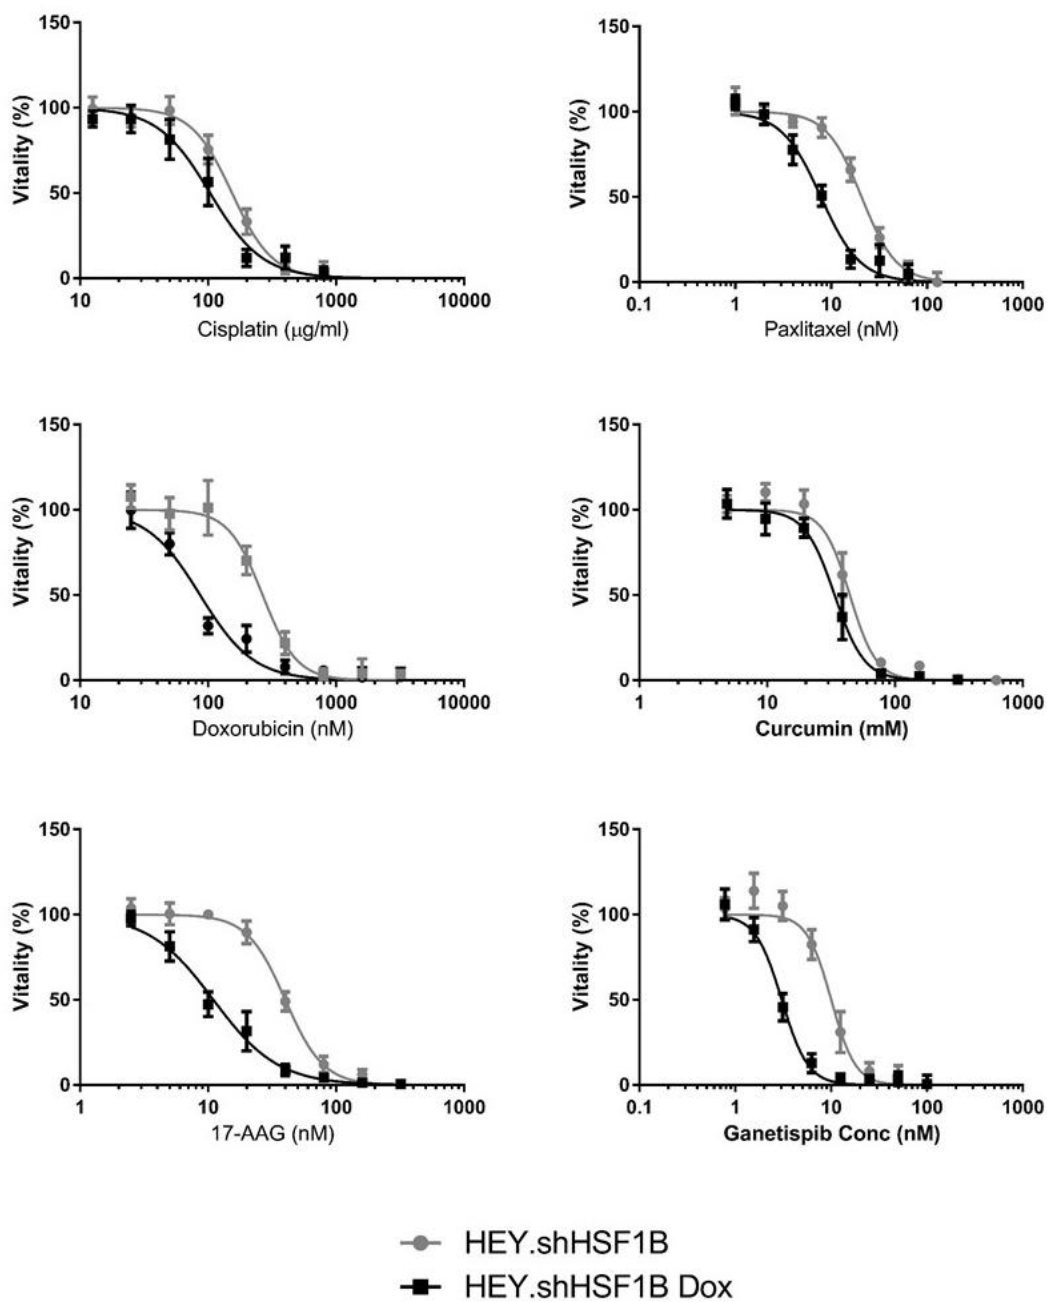 150
100
50
0
Vitality (%)
10 100 1000 10000
Cisplatin (μg/ml)
150
100
50
0
Vitality (%)
0.1 1 10 100 1000
Paxlitaxel (nM)
150
100
50
0
Vitality (%)
10 100 1000 10000
Doxorubicin (nM)
150
100
50
0
Vitality (%)
1 10 100 1000
Curcumin (mM)
150
100
50
0
Vitality (%)
1 10 100 1000
17-AAG (nM)
150
100
50
0
Vitality (%)
0.1 1 10 100 1000
Ganetispib Conc (nM)
HEY.shHSF1B
HEY.shHSF1B Dox